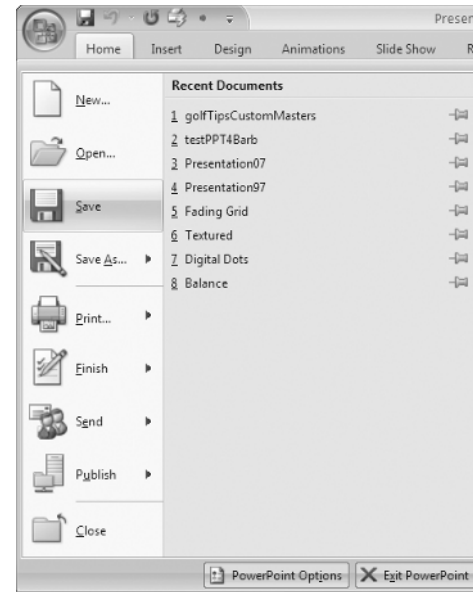 Presen
Home Insert Design Animations Slide Show R
Recent Documents
New...
Open...
Save
Save As...
Print...
Finish
Send
Publish
Close
1 golfTipsCustomMasters
2 testPPT4Barb
3 Presentation07
4 Presentation97
5 Fading Grid
6 Textured
7 Digital Dots
8 Balance
PowerPoint Options Exit PowerPoint